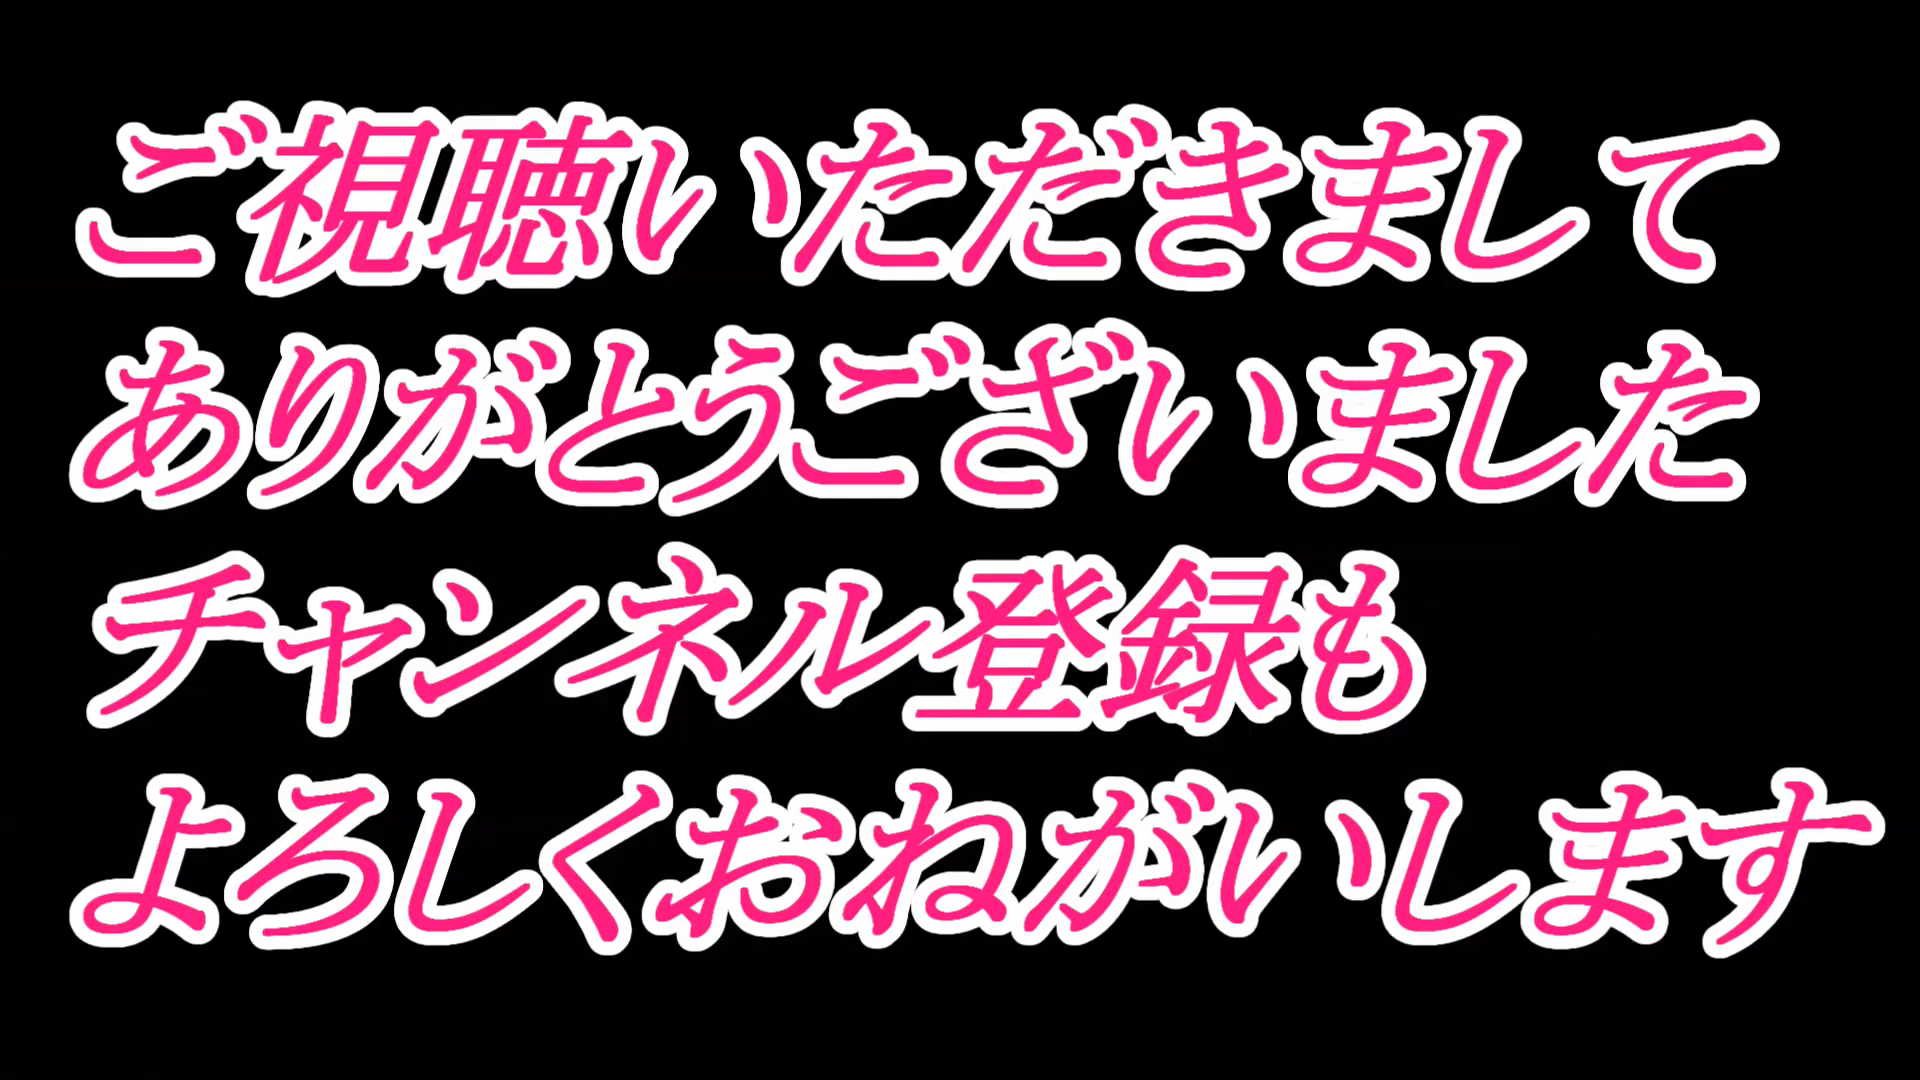 ご視聴いただきまして
ありがとうございました
チャンネル登録も
よろしくおねがいします